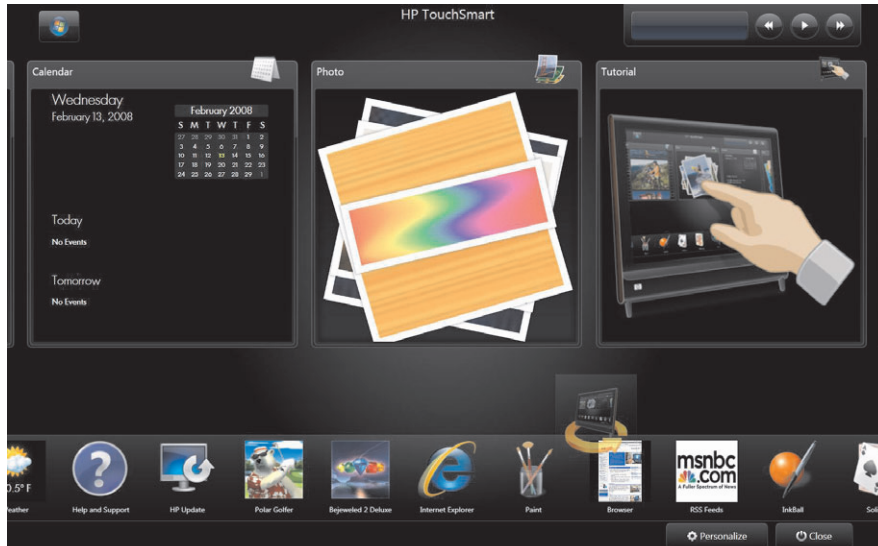 HP TouchSmart
Calendar
Wednesday
February 13, 2008
February 2008
S M T W T F S
27 28 29 30 31 1 2
3 4 5 6 7 8 9
10 11 12 13 14 15 16
17 18 19 20 21 22 23
24 25 26 27 28 29 1
Today
No Events
Tomorrow
No Events
Photo
Tutorial
0.5° F
eather
Help and Support
HP Update
Polar Golfer
Bejeweled 2 Deluxe
Internet Explorer
Paint
Browser
msnbc
.com
A Fuller Spectrum of News
RSS Feeds
InkBall
Soli
Personalize
Close